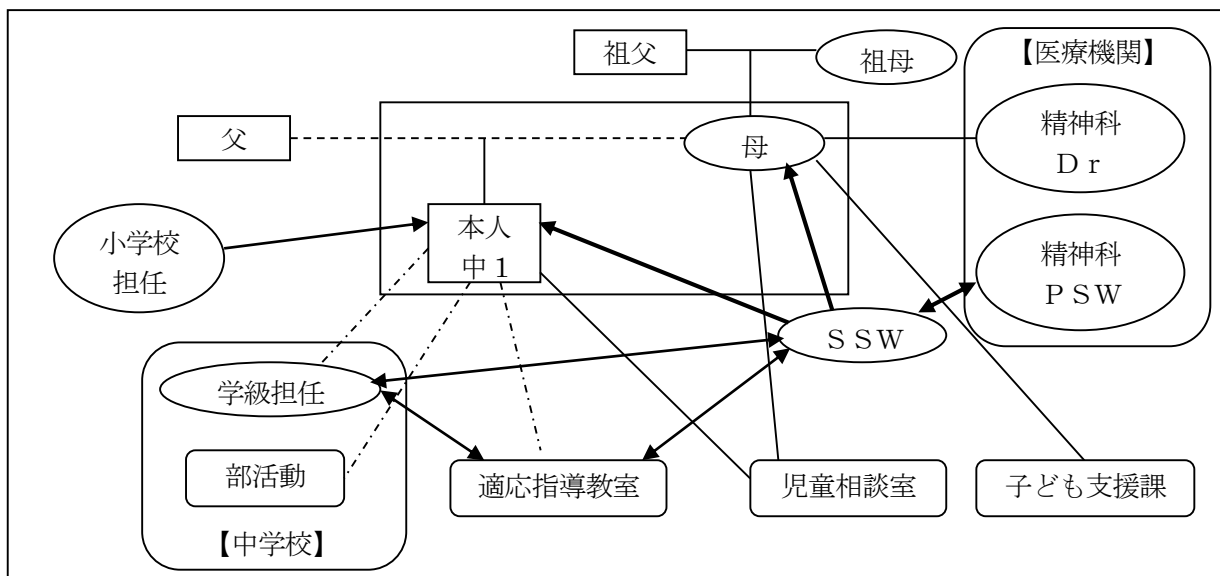 祖父
祖母
【医療機関】
父
母
精神科
Ｄｒ
小学校
担任
本人
中１
精神科
ＰＳＷ
ＳＳＷ
学級担任
部活動
適応指導教室
児童相談室
子ども支援課
【中学校】